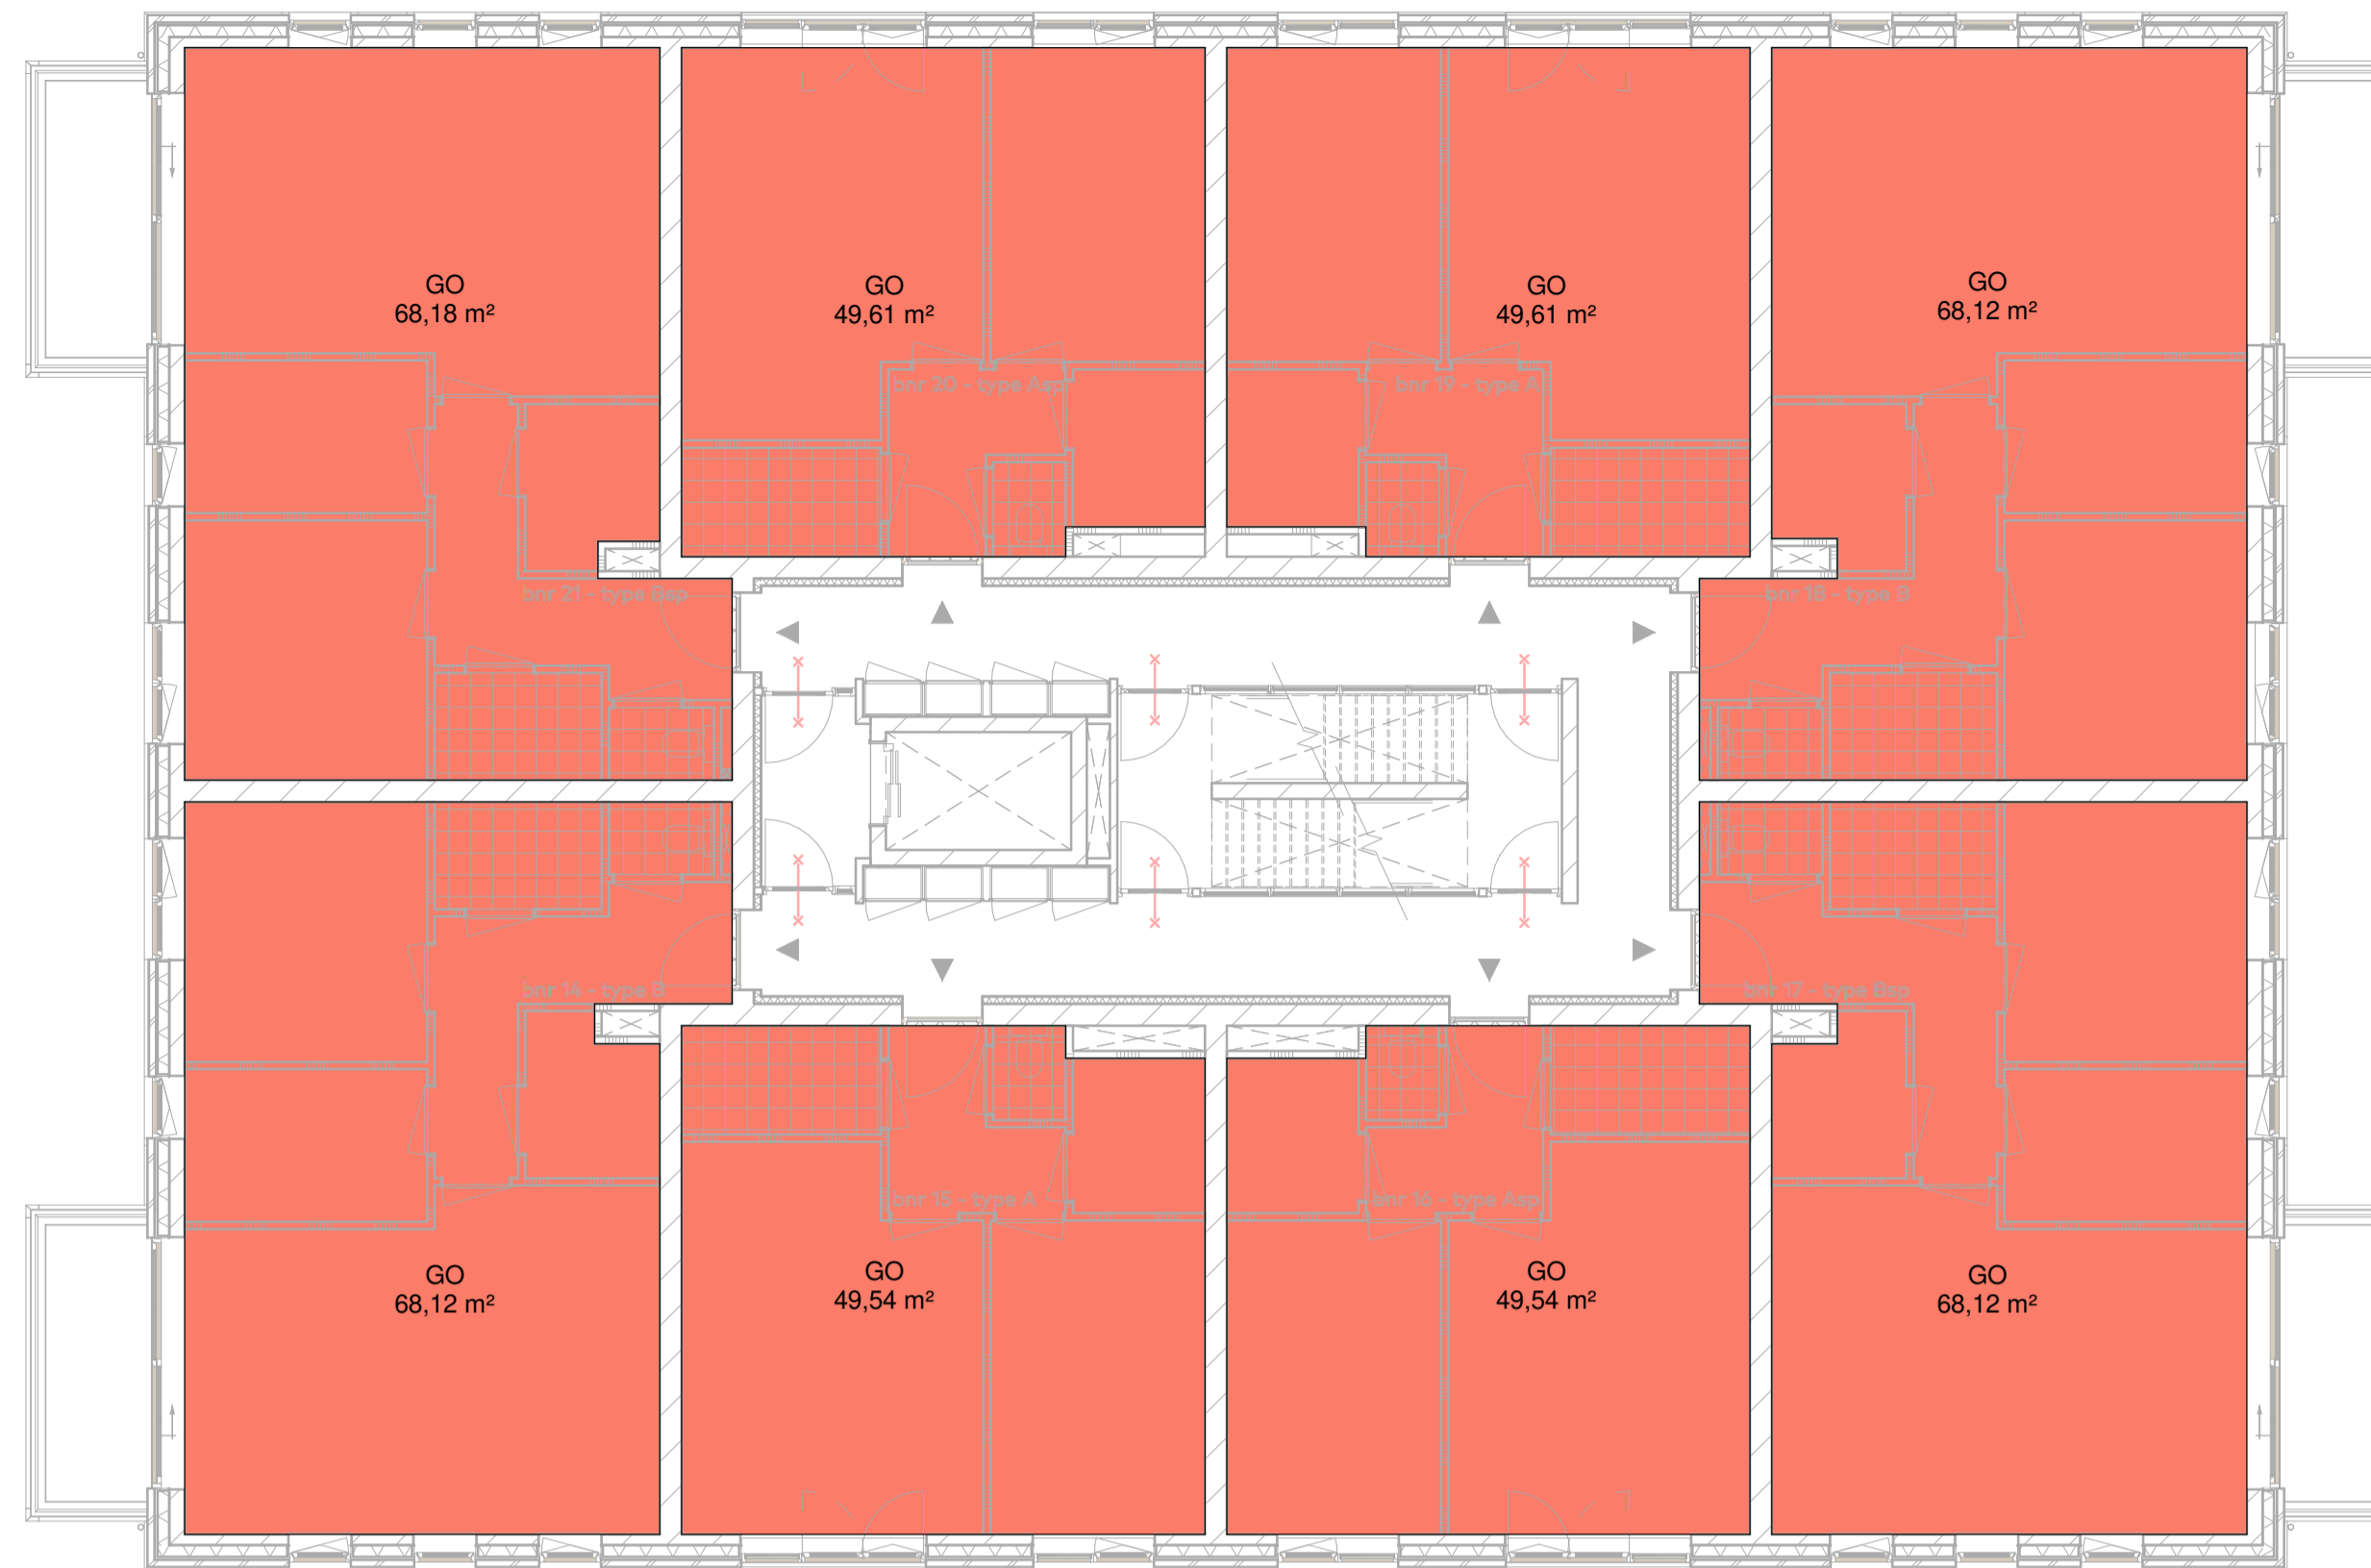 GO
68,18 m²
GO
49,61 m²
GO
49,61 m²
GO
68,12 m²
bnr 20 - type Asp
bnr 19 - type A
bnr 21 - type Bsp
bnr 18 - type B
bnr 14 - type B
bnr 17 - type Bsp
bnr 15 - type A
bnr 16 - type Asp
GO
68,12 m²
GO
49,54 m²
GO
49,54 m²
GO
68,12 m²